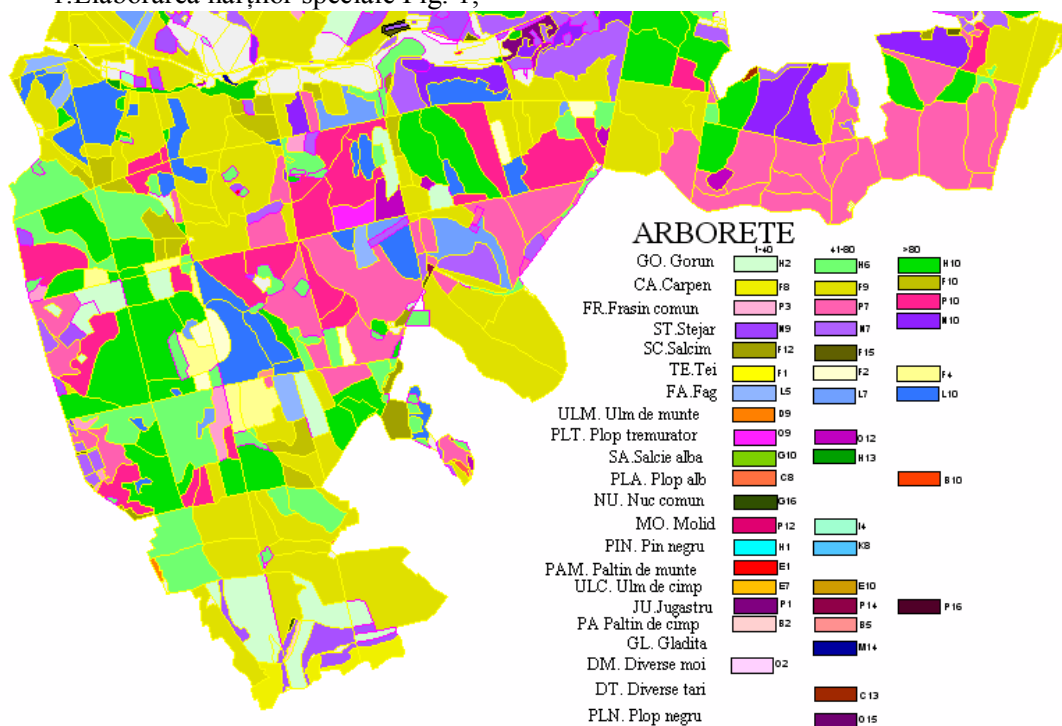 1.Elaborarea hărților speciale Fig. 1,
ARBORETE
1-40 41-80 >80
GO. Gorun H2 H6 H10
CA.Carpen F8 F9 F10
FR.Frasin comun P3 P7 P10
ST.Stejar N9 N7 N10
SC.Salcim F12 F15
TE.Tei F1 F2 F4
FA.Fag L5 L7 L10
ULM. Ulm de munte D9
PLT. Plop tremurator O9 O12
SA.Salcie alba G10 H13
PLA. Plop alb C8 B10
NU. Nuc comun G16
MO. Molid P12 I4
PIN. Pin negru H1 K8
PAM. Paltin de munte E1
ULC. Ulm de cimp E7 E10
JU.Jugastru P1 P14 P16
PA Paltin de cimp B2 B5
GL. Gladita M14
DM. Diverse moi O2
DT. Diverse tari C13
PLN. Plop negru O15